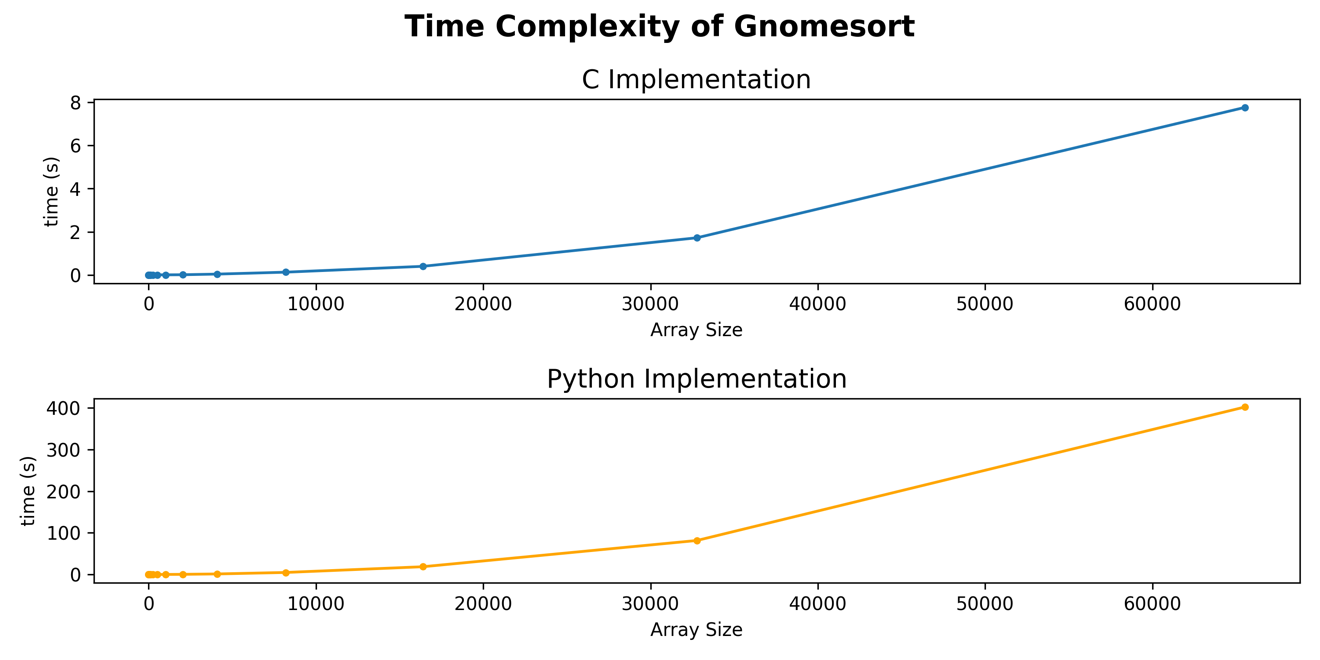 Time Complexity of Gnomesort
C Implementation
8
6
4
2
0
time (s)
0 10000 20000 30000 40000 50000 60000
Array Size
Python Implementation
400
300
200
100
0
time (s)
0 10000 20000 30000 40000 50000 60000
Array Size